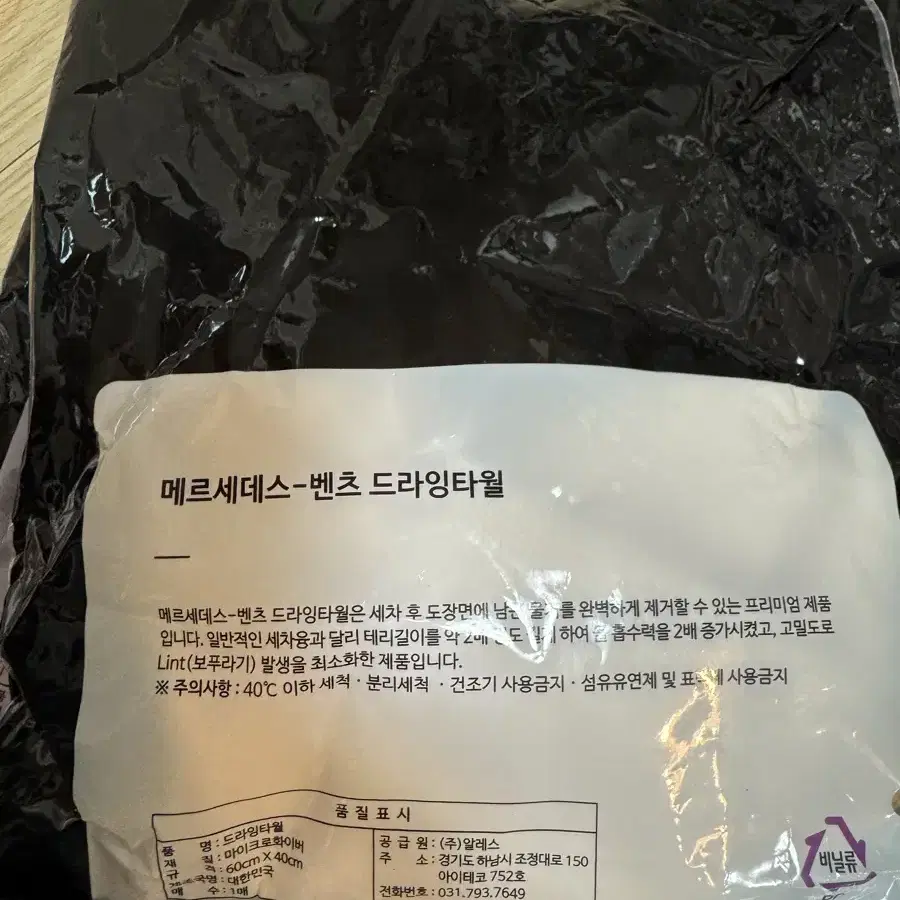 메르세데스-벤츠 드라잉타월
메르세데스-벤츠 드라잉타월은 세차 후 도장면에 남은 물기를 완벽하게 제거할 수 있는 프리미엄 제품
입니다. 일반적인 세차융과 달리 테리길이를 약 2배 정도 길게 하여 흡수력을 2배 증가시켰고, 고밀도로
Lint(보푸라기) 발생을 최소화한 제품입니다.
※ 주의사항 : 40℃ 이하 세척 · 분리세척 · 건조기 사용금지 · 섬유유연제 및 표백제 사용금지
품질표시
품 명 : 드라잉타월
재 질 : 마이크로화이버
규 격 : 60cm X 40cm
제조국명 : 대한민국
매 수 : 1매
공 급 원 : (주)알레스
주 소 : 경기도 하남시 조정대로 150
아이테코 752호
전화번호 : 031.793.7649
비닐류